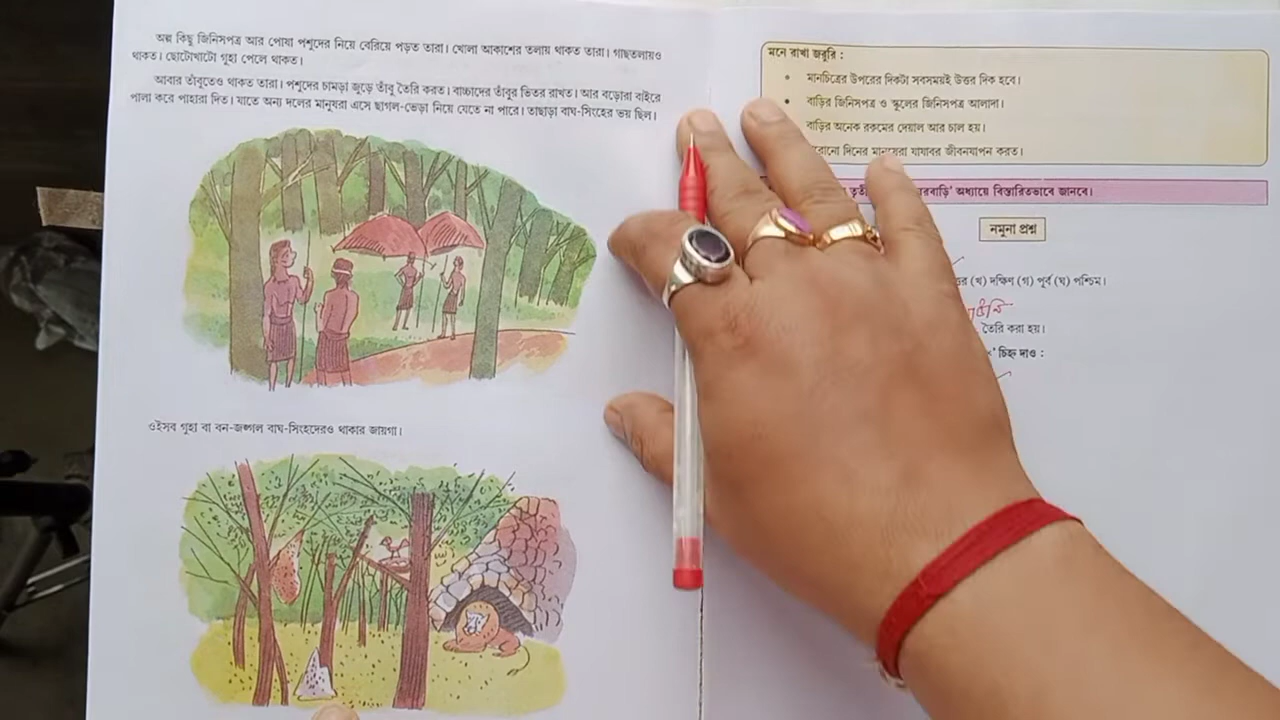 অল্প কিছু জিনিসপত্র আর পোষা পশুদের নিয়ে বেরিয়ে পড়ত তারা। খোলা আকাশের তলায় থাকত তারা। গাছতলায়ও
থাকত। ছোটোখাটো গুহা পেলে থাকত।
আবার তাঁবুতেও থাকত তারা। পশুদের চামড়া জুড়ে তাঁবু তৈরি করত। বাচ্চাদের তাঁবুর ভিতর রাখত। আর বড়োরা বাইরে
পালা করে পাহারা দিত। যাতে অন্য দলের মানুষরা এসে ছাগল-ভেড়া নিয়ে যেতে না পারে। তাছাড়া বাঘ-সিংহের ভয় ছিল।
ওইসব গুহা বা বন-জঙ্গল বাঘ-সিংহদেরও থাকার জায়গা।
মনে রাখা জরুরি :
• মানচিত্রের উপরের দিকটা সবসময়ই উত্তর দিক হবে।
• বাড়ির জিনিসপত্র ও স্কুলের জিনিসপত্র আলাদা।
বাড়ির অনেক রকমের দেয়াল আর চাল হয়।
দিনের মানুষেরা যাযাবর জীবনযাপন করত।
অধ্যায়ে বিস্তারিতভাবে জানবে।
নমুনা প্রশ্ন
(খ) দক্ষিণ (গ) পূর্ব (ঘ) পশ্চিম।
তৈরি করা হয়।
চিহ্ন দাও :